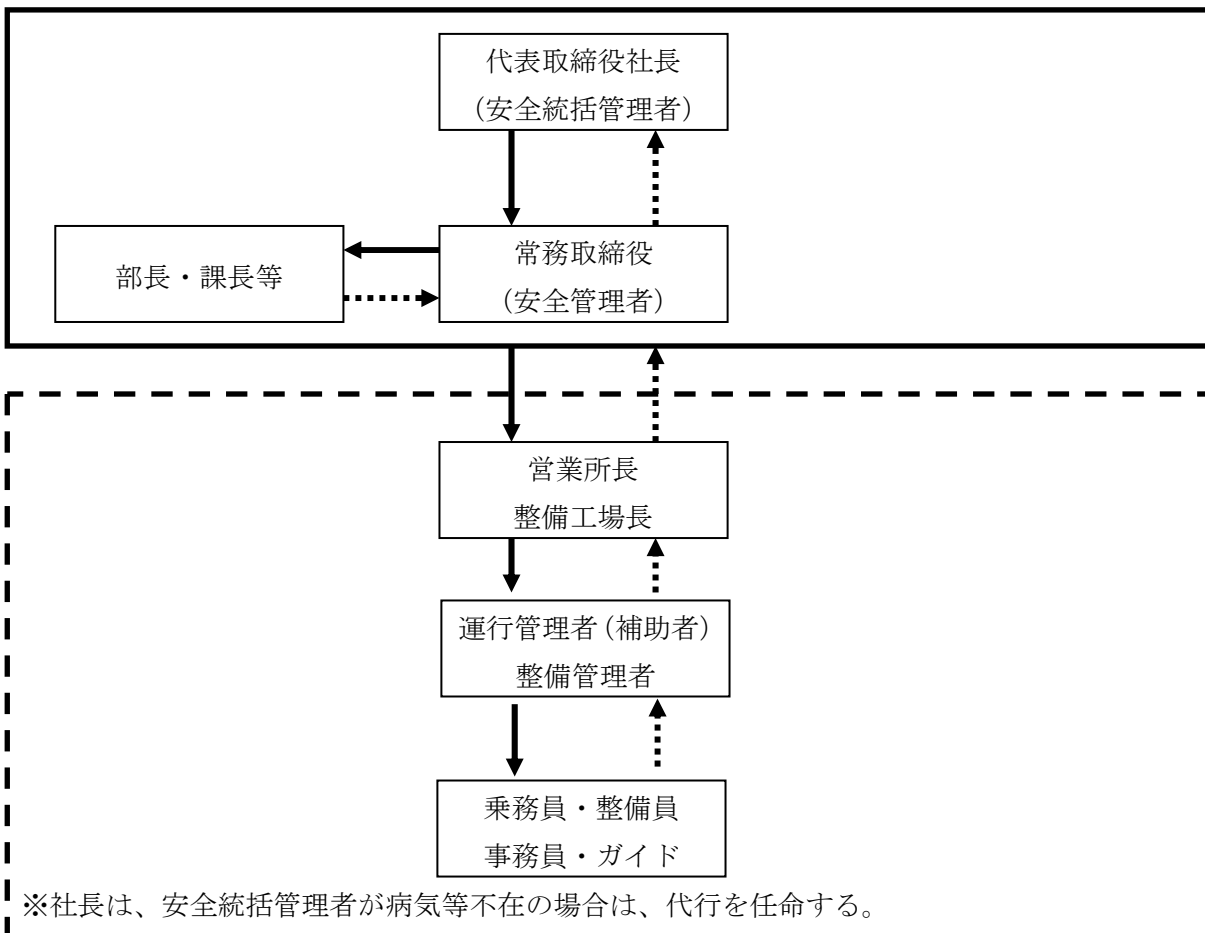 代表取締役社長
(安全統括管理者)
常務取締役
(安全管理者)
部長・課長等
営業所長
整備工場長
運行管理者(補助者)
整備管理者
乗務員・整備員
事務員・ガイド
※社長は、安全統括管理者が病気等不在の場合は、代行を任命する。